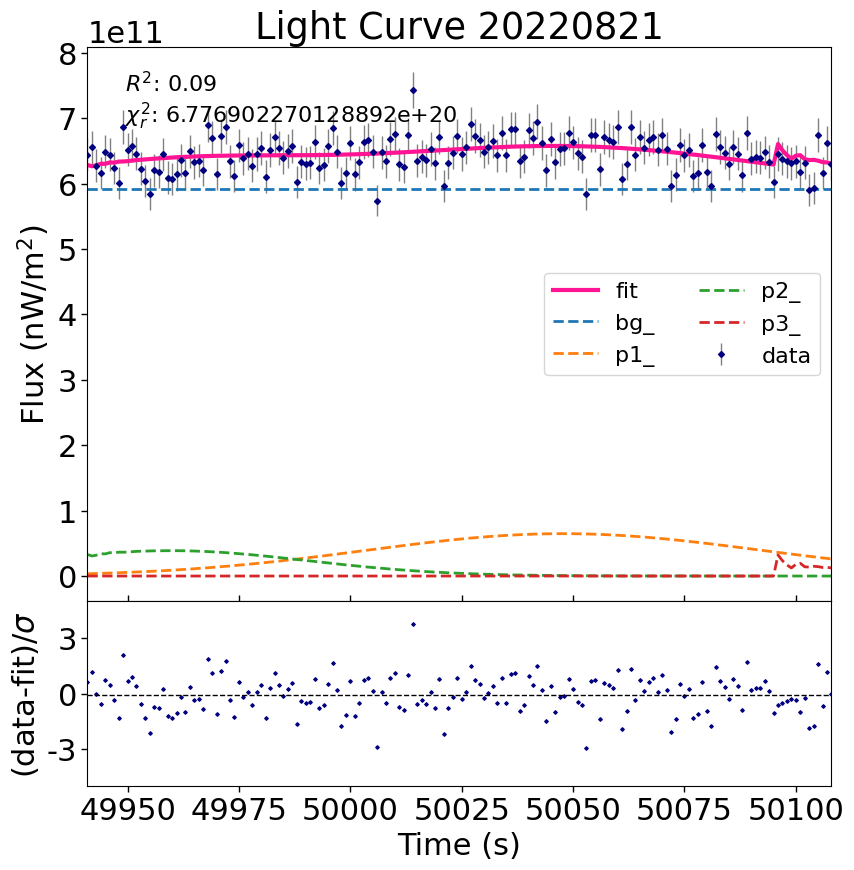 Light Curve 20220821
1e11
R²: 0.09
χ²ᵣ: 6.776902270128892e+20
8
7
6
5
4
3
2
1
0
Flux (nW/m²)
fit
bg_
p1_
p2_
p3_
data
3
0
-3
(data-fit)/σ
49950 49975 50000 50025 50050 50075 50100
Time (s)